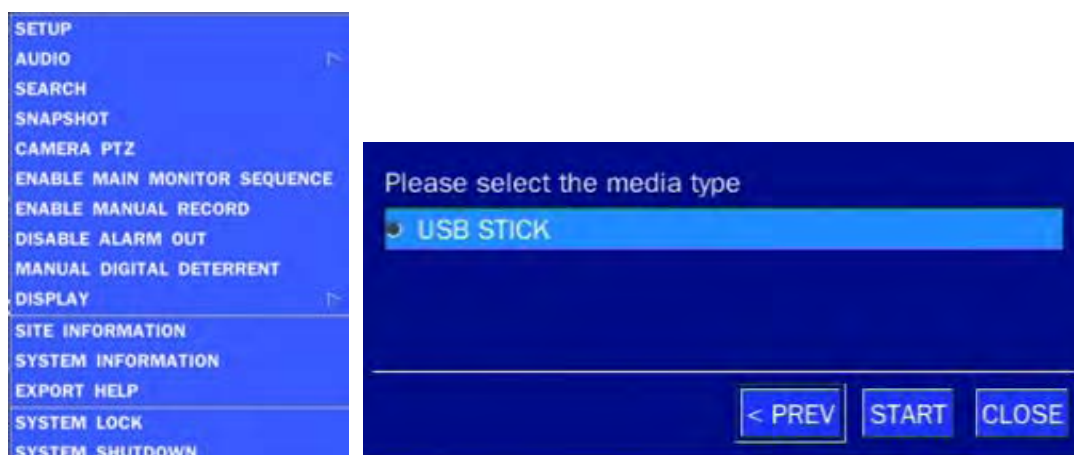 SETUP
AUDIO
SEARCH
SNAPSHOT
CAMERA PTZ
ENABLE MAIN MONITOR SEQUENCE
ENABLE MANUAL RECORD
DISABLE ALARM OUT
MANUAL DIGITAL DETERRENT
DISPLAY
SITE INFORMATION
SYSTEM INFORMATION
EXPORT HELP
SYSTEM LOCK
SYSTEM SHUTDOWN
Please select the media type
USB STICK
< PREV START CLOSE